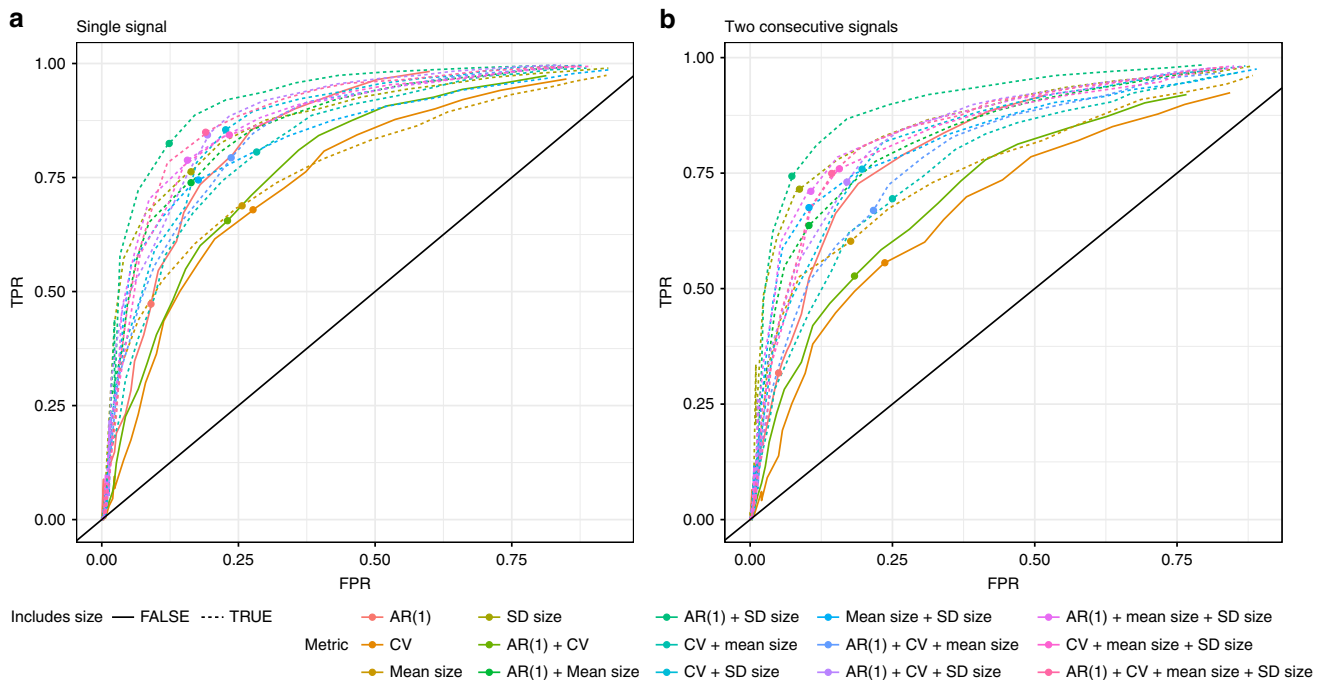 a
Single signal
1.00
0.75
0.50
0.25
0.00
TPR
0.00 0.25 0.50 0.75
FPR
b
Two consecutive signals
1.00
0.75
0.50
0.25
0.00
TPR
0.00 0.25 0.50 0.75
FPR
Includes size FALSE TRUE
Metric
AR(1)
CV
Mean size
SD size
AR(1) + CV
AR(1) + Mean size
AR(1) + SD size
CV + mean size
CV + SD size
Mean size + SD size
AR(1) + CV + mean size
AR(1) + CV + SD size
AR(1) + mean size + SD size
CV + mean size + SD size
AR(1) + CV + mean size + SD size